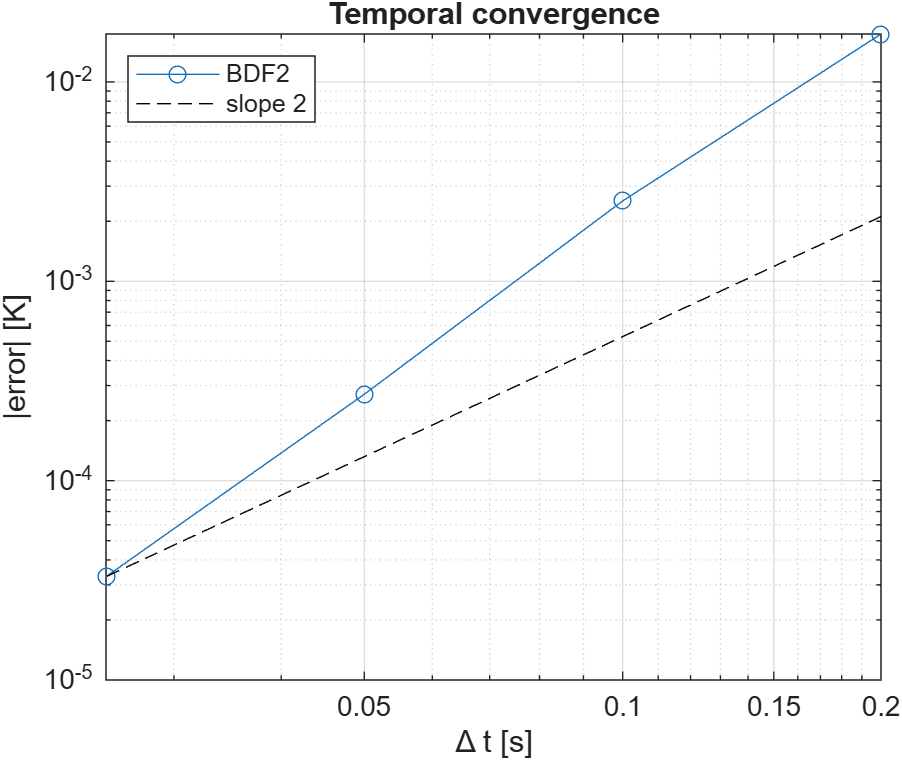 Temporal convergence
BDF2
slope 2
10-2
10-3
10-4
10-5
|error| [K]
0.05
0.1
0.15
0.2
Δ t [s]